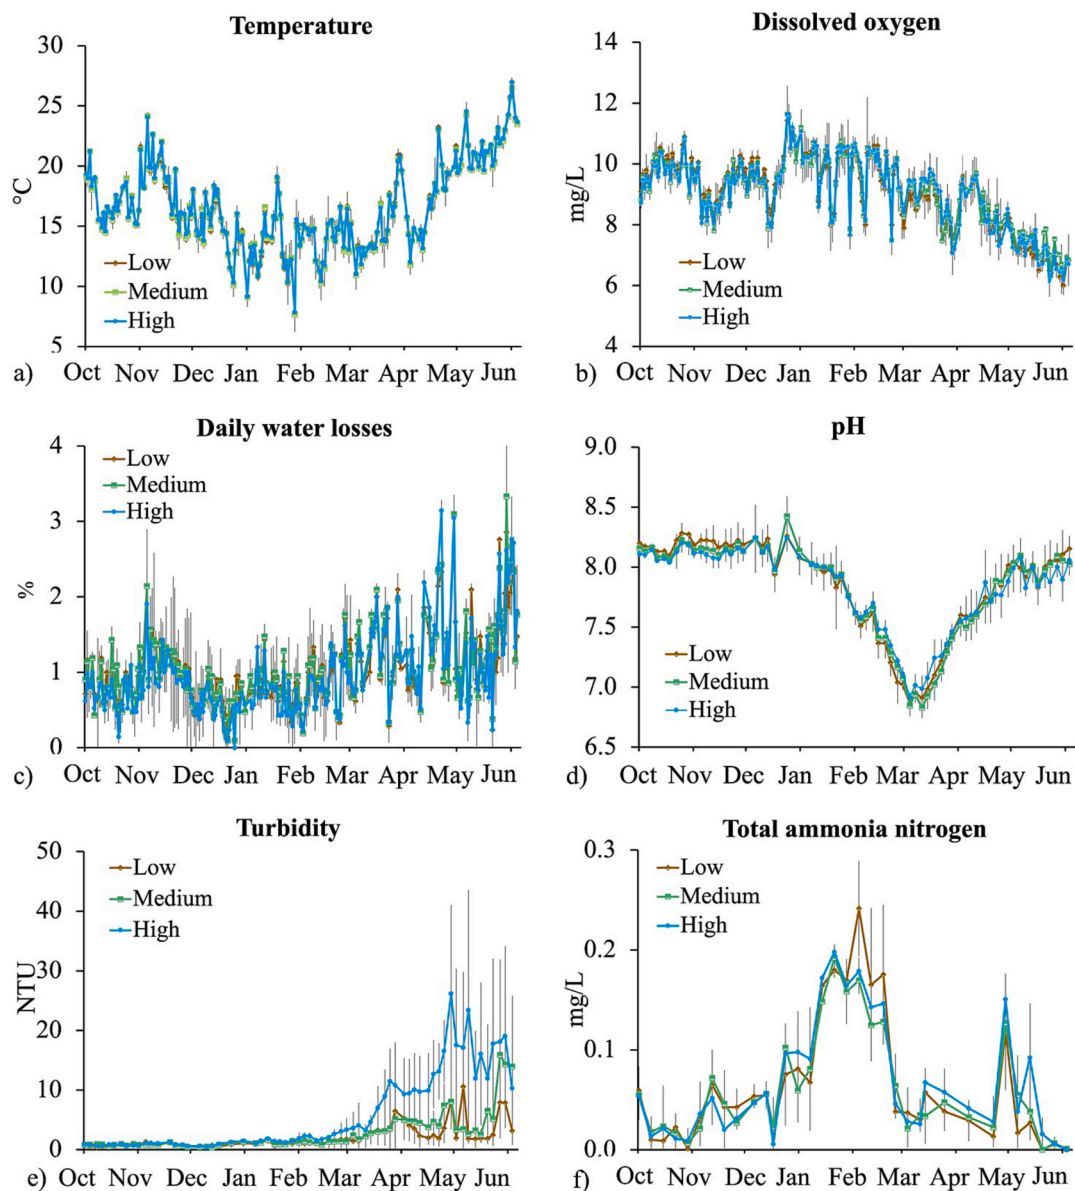 Temperature
30
25
20
15
10
5
°C
Low
Medium
High
Oct Nov Dec Jan Feb Mar Apr May Jun
a)
Dissolved oxygen
14
12
10
8
6
4
mg/L
Low
Medium
High
Oct Nov Dec Jan Feb Mar Apr May Jun
b)
Daily water losses
4
3
2
1
0
%
Low
Medium
High
Oct Nov Dec Jan Feb Mar Apr May Jun
c)
pH
9.0
8.5
8.0
7.5
7.0
6.5
Low
Medium
High
Oct Nov Dec Jan Feb Mar Apr May Jun
d)
Turbidity
50
40
30
20
10
0
NTU
Low
Medium
High
Oct Nov Dec Jan Feb Mar Apr May Jun
e)
Total ammonia nitrogen
0.3
0.2
0.1
0.0
mg/L
Low
Medium
High
Oct Nov Dec Jan Feb Mar Apr May Jun
f)